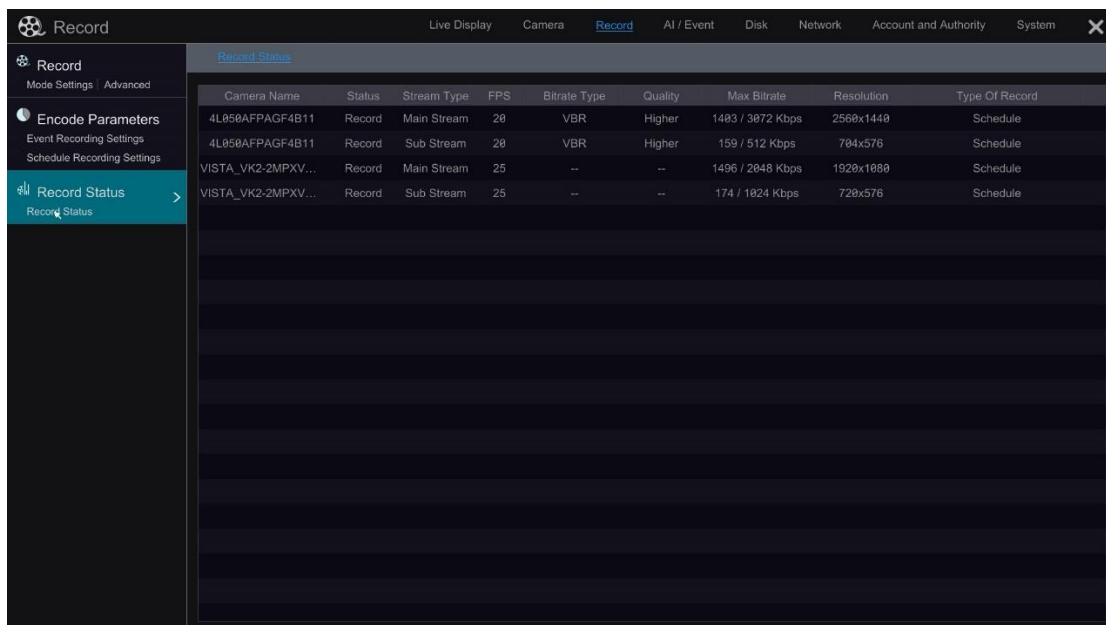 Record
Live Display Camera Record AI / Event Disk Network Account and Authority System
Record
Mode Settings | Advanced
Encode Parameters
Event Recording Settings
Schedule Recording Settings
Record Status
Record Status
Record Status
Camera Name Status Stream Type FPS Bitrate Type Quality Max Bitrate Resolution Type Of Record
4L050AFPAGF4B11 Record Main Stream 20 VBR Higher 1403 / 3072 Kbps 2560x1440 Schedule
4L050AFPAGF4B11 Record Sub Stream 20 VBR Higher 159 / 512 Kbps 704x576 Schedule
VISTA_VK2-2MPXV... Record Main Stream 25 -- -- 1496 / 2048 Kbps 1920x1080 Schedule
VISTA_VK2-2MPXV... Record Sub Stream 25 -- -- 174 / 1024 Kbps 720x576 Schedule